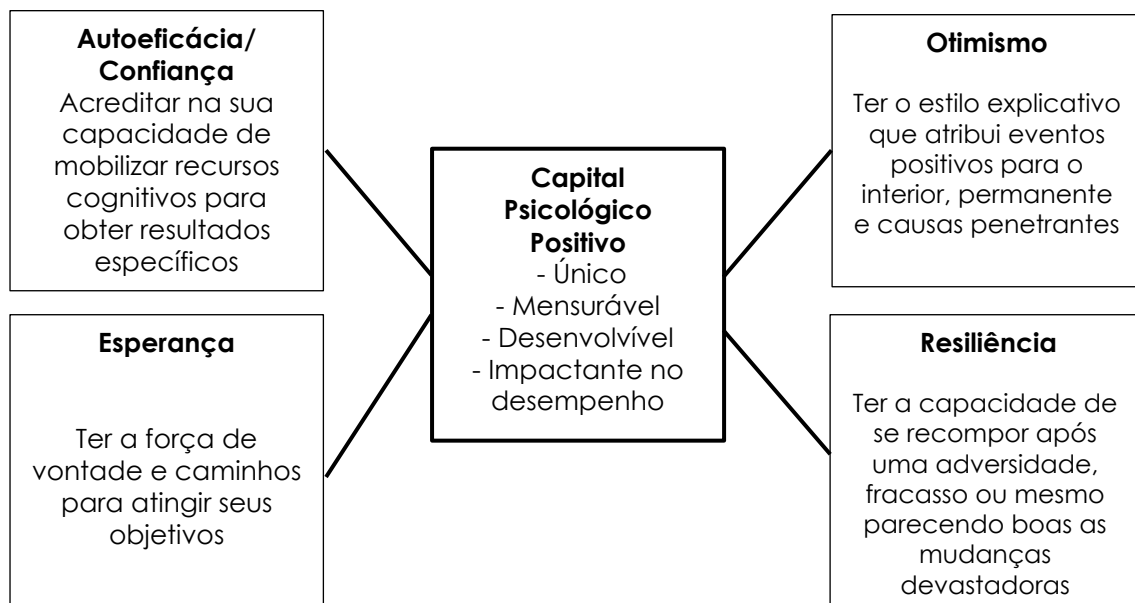 Autoeficácia/
Confiança
Acreditar na sua
capacidade de
mobilizar recursos
cognitivos para
obter resultados
específicos
Esperança
Ter a força de
vontade e caminhos
para atingir seus
objetivos
Capital
Psicológico
Positivo
- Único
- Mensurável
- Desenvolvível
- Impactante no
desempenho
Otimismo
Ter o estilo explicativo
que atribui eventos
positivos para o
interior, permanente
e causas penetrantes
Resiliência
Ter a capacidade de
se recompor após
uma adversidade,
fracasso ou mesmo
parecendo boas as
mudanças
devastadoras